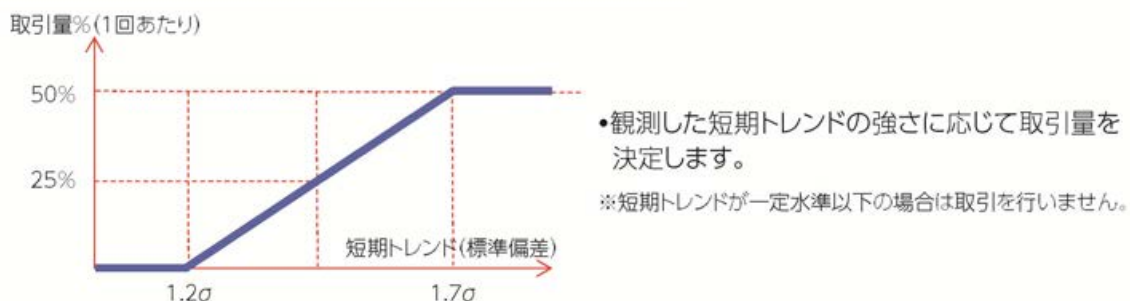 取引量%(1回あたり)
50%
25%
短期トレンド(標準偏差)
1.2σ
1.7σ
•観測した短期トレンドの強さに応じて取引量を
決定します。
※短期トレンドが一定水準以下の場合は取引を行いません。